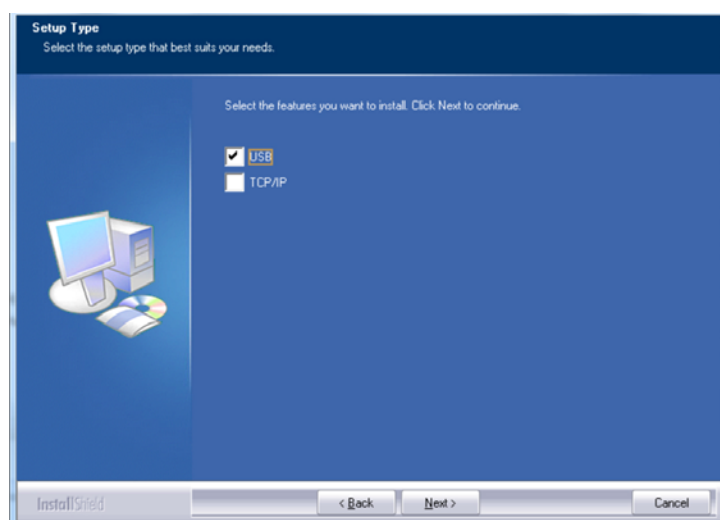 Setup Type
Select the setup type that best suits your needs.
Select the features you want to install. Click Next to continue.
USB
TCP/IP
InstallShield
< Back
Next >
Cancel